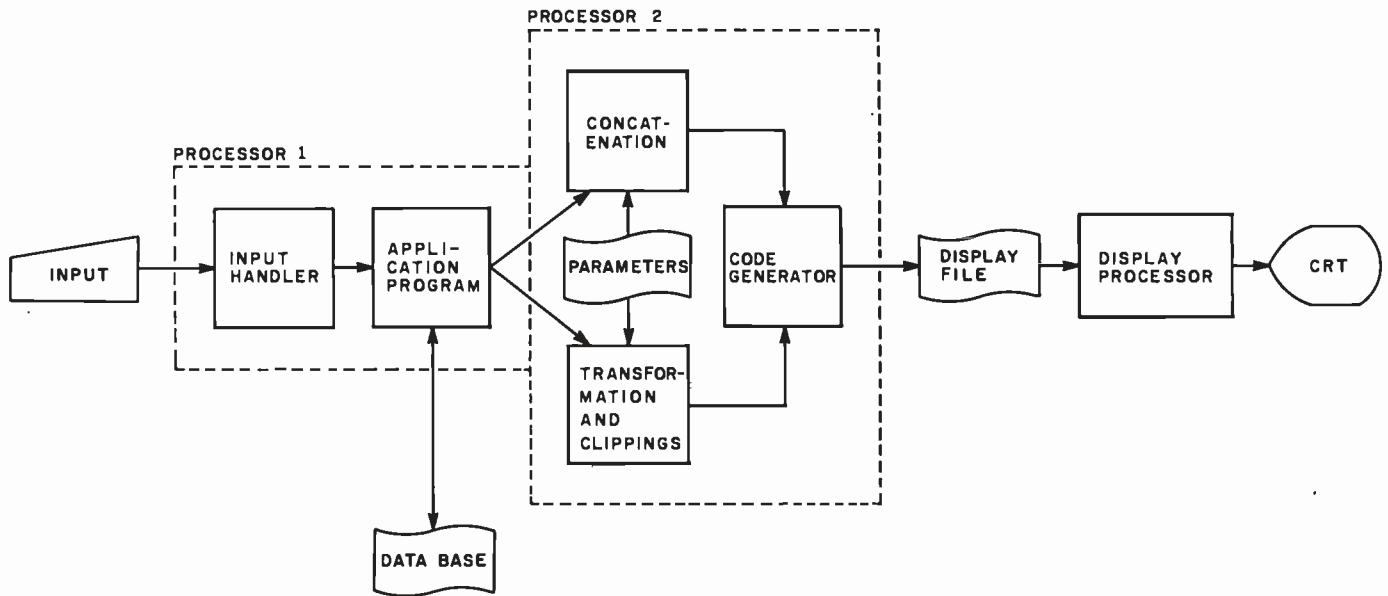 PROCESSOR 2
PROCESSOR 1
CONCAT-
ENATION
INPUT
INPUT
HANDLER
APPLI-
CATION
PROGRAM
PARAMETERS
CODE
GENERATOR
DISPLAY
FILE
DISPLAY
PROCESSOR
CRT
TRANSFOR-
MATION
AND
CLIPPINGS
DATA BASE